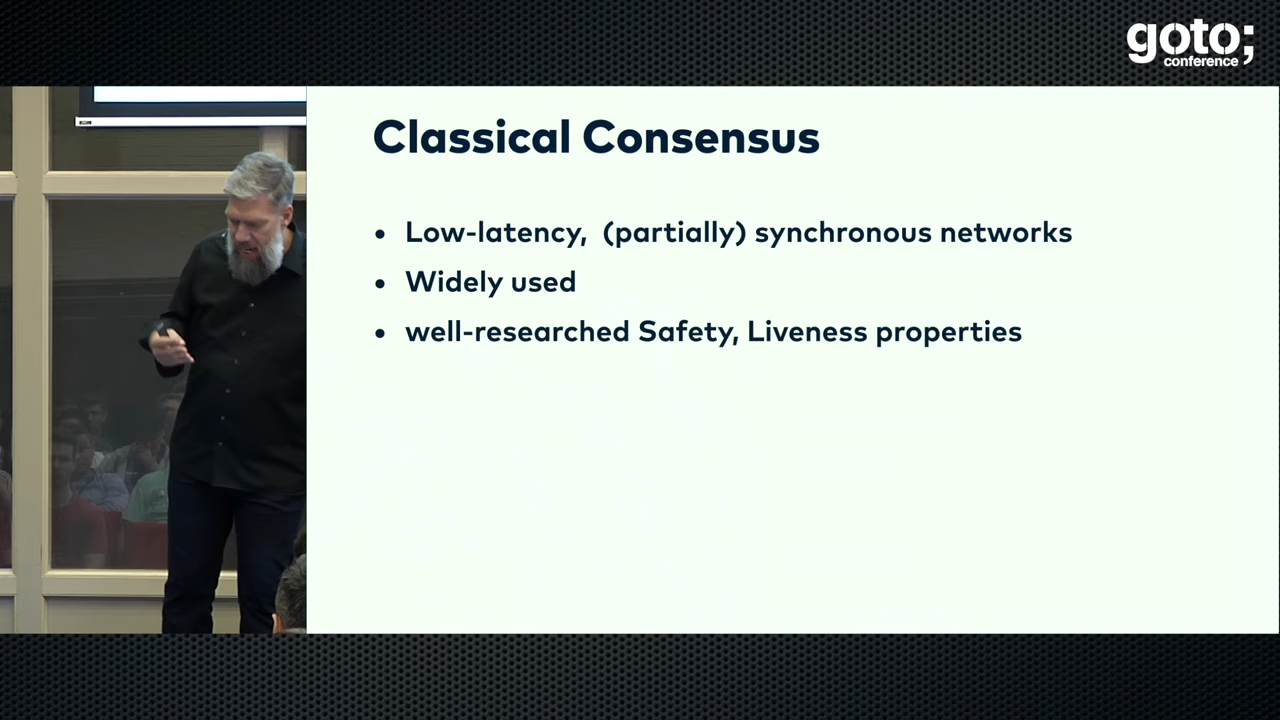 goto;
conference
Classical Consensus
• Low-latency, (partially) synchronous networks
• Widely used
• well-researched Safety, Liveness properties